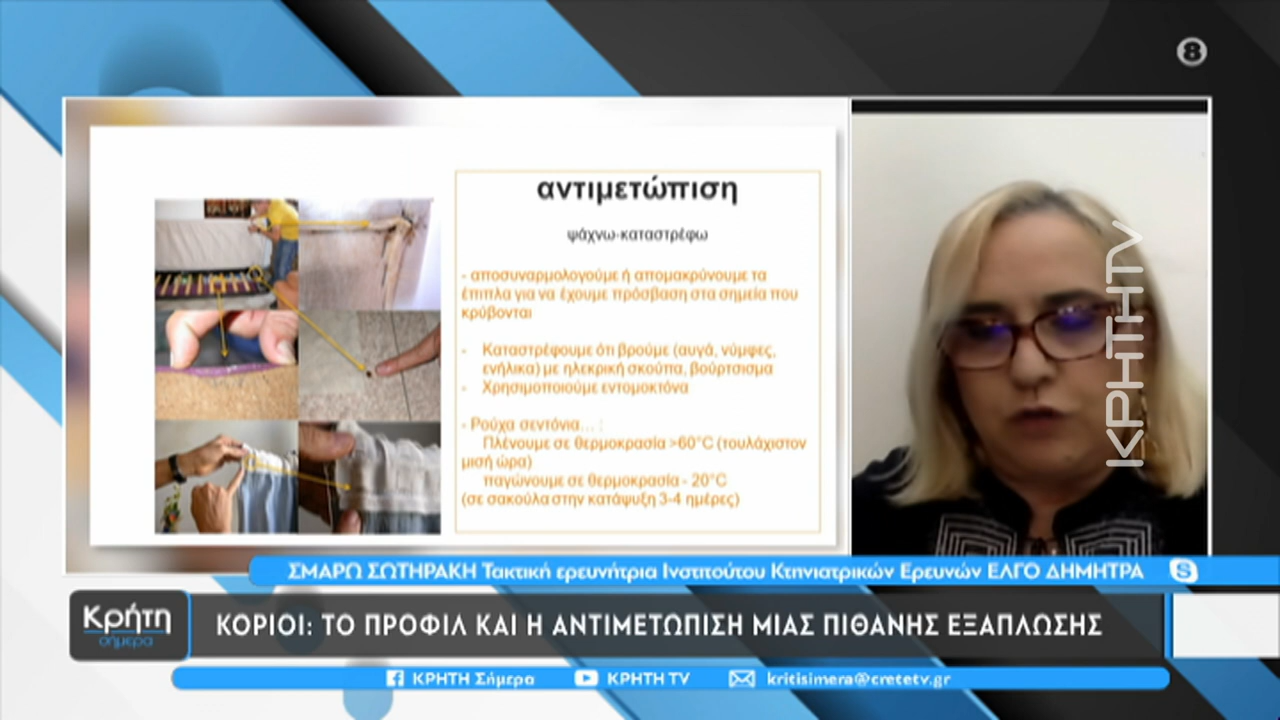 8
αντιμετώπιση
ψάχνω-καταστρέφω
- αποσυναρμολογούμε ή απομακρύνουμε τα
έπιπλα για να έχουμε πρόσβαση στα σημεία που
κρύβονται
- Καταστρέφουμε ότι βρούμε (αυγά, νύμφες,
ενήλικα) με ηλεκρική σκούπα, βούρτσισμα
- Χρησιμοποιούμε εντομοκτόνα
- Ρούχα σεντόνια... :
Πλένουμε σε θερμοκρασία >60°C (τουλάχιστον
μισή ώρα)
παγώνουμε σε θερμοκρασία - 20°C
(σε σακούλα στην κατάψυξη 3-4 ημέρες)
ΚΡΗΤΗTV
ΣΜΑΡΩ ΣΩΤΗΡΑΚΗ Τακτική ερευνήτρια Ινστιτούτου Κτηνιατρικών Ερευνών ΕΛΓΟ ΔΗΜΗΤΡΑ
Κρήτη
σήμερα
ΚΟΡΙΟΙ: ΤΟ ΠΡΟΦΙΛ ΚΑΙ Η ΑΝΤΙΜΕΤΩΠΙΣΗ ΜΙΑΣ ΠΙΘΑΝΗΣ ΕΞΑΠΛΩΣΗΣ
ΚΡΗΤΗ Σήμερα ΚΡΗΤΗ TV kritisimera@cretetv.gr